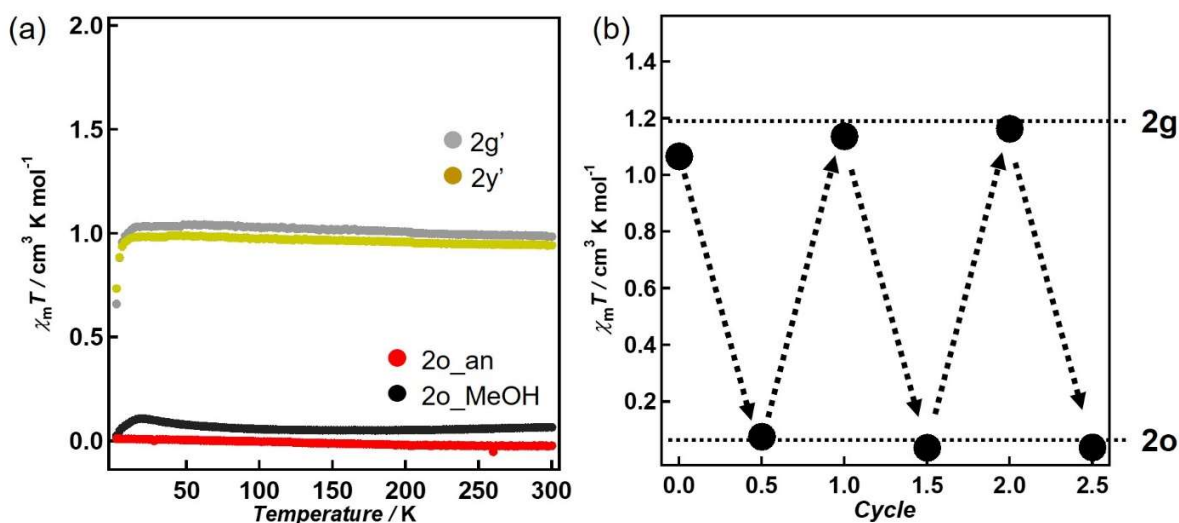 (a)
2.0
1.5
1.0
0.5
0.0
χmT / cm³ K mol⁻¹
2g'
2y'
2o_an
2o_MeOH
50
100
150
200
250
300
Temperature / K
(b)
1.4
1.2
1.0
0.8
0.6
0.4
0.2
χmT / cm³ K mol⁻¹
2g
2o
0.0
0.5
1.0
1.5
2.0
2.5
Cycle